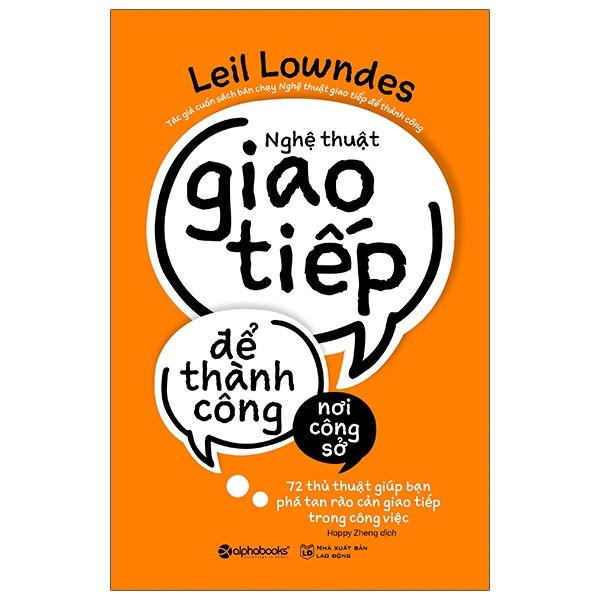 Leil Lowndes
Tác giả cuốn sách bán chạy Nghệ thuật giao tiếp để thành công
Nghệ thuật
giao
tiếp
để
thành
công
nơi
công
sở
72 thủ thuật giúp bạn
phá tan rào cản giao tiếp
trong công việc
Happy Zheng dịch
alphabooks
LĐ
NHÀ XUẤT BẢN
LAO ĐỘNG